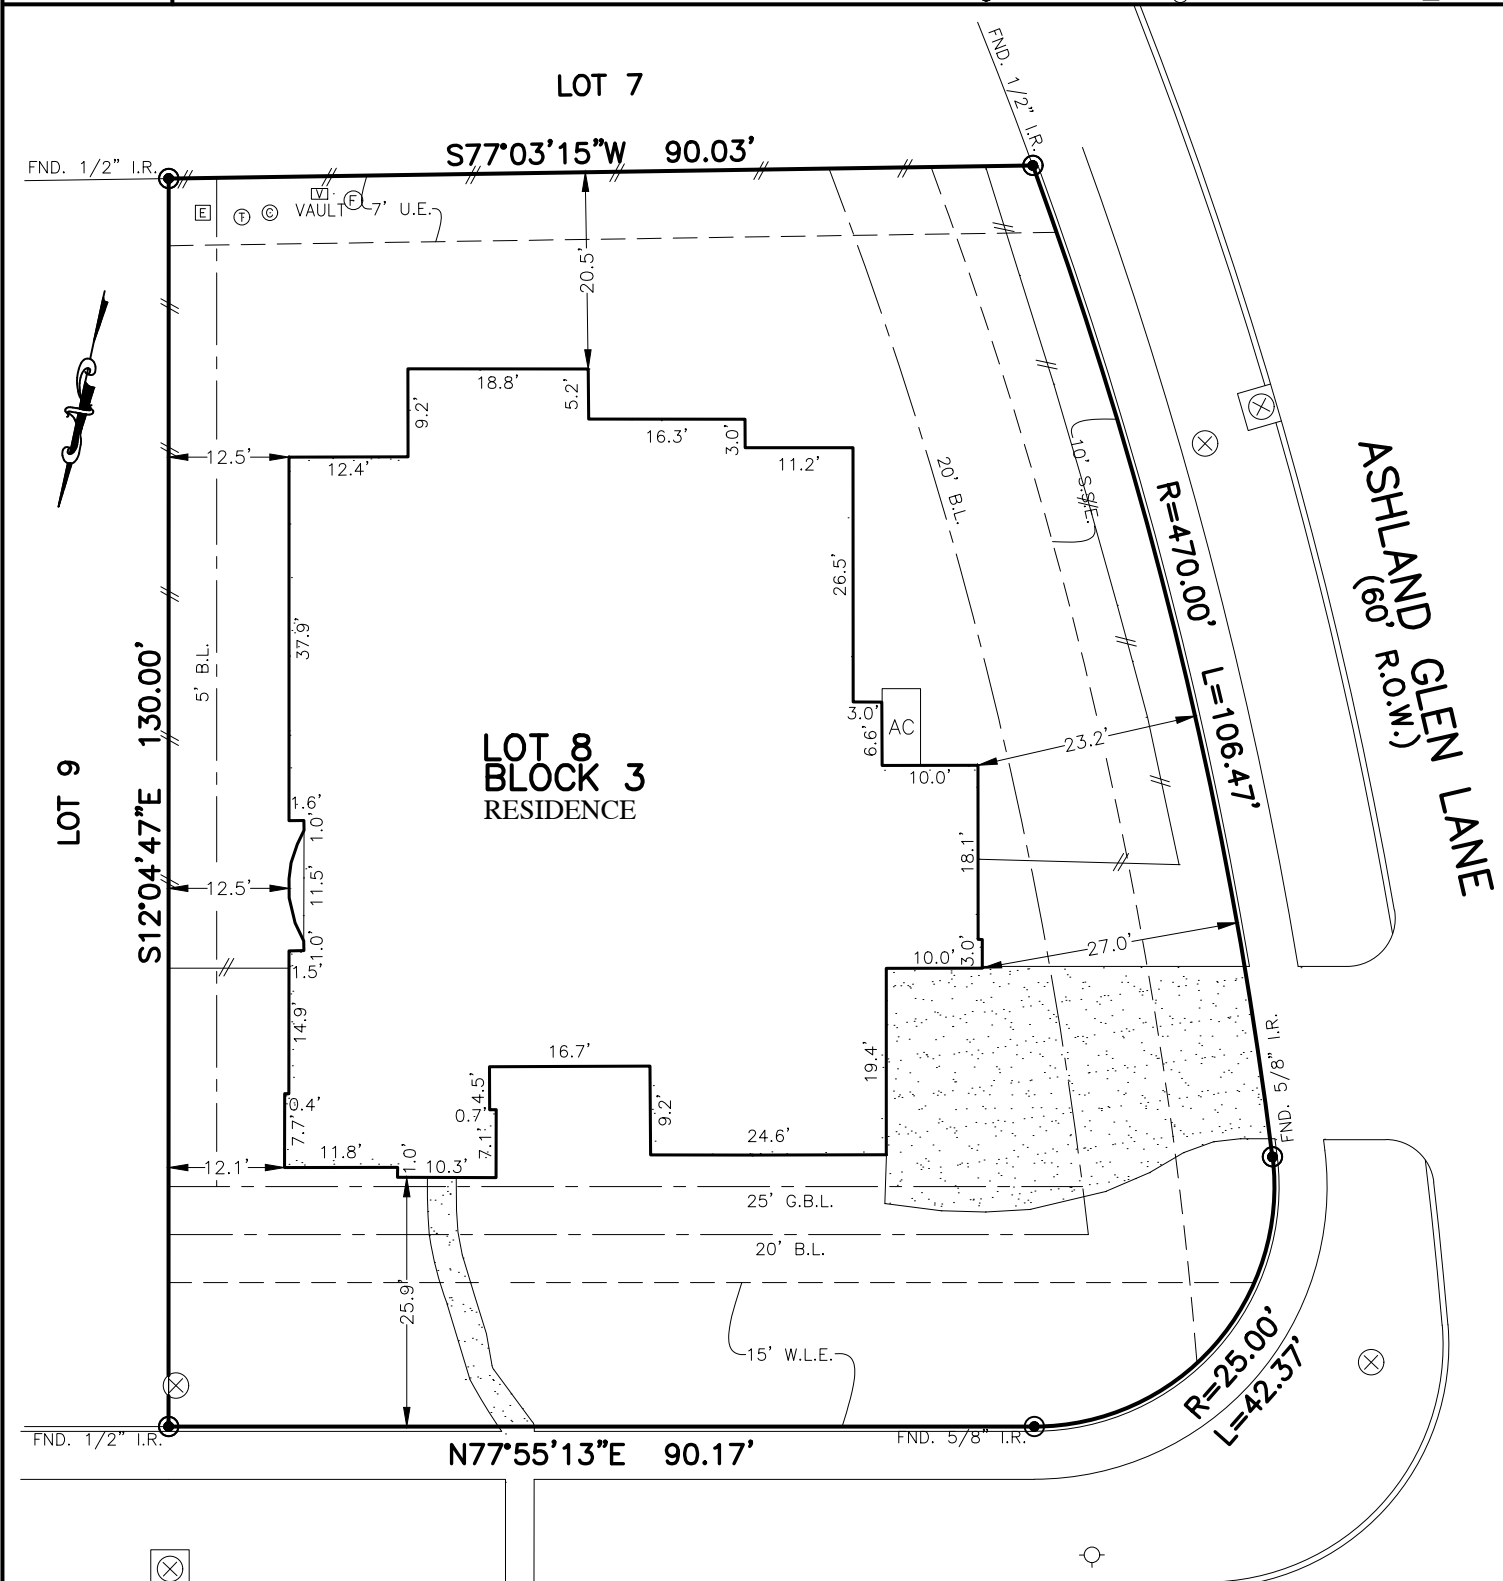 LOT 7
FND. 1/2" I.R.
S77°03'15"W 90.03'
FND. 1/2" I.R.
E
T
C
V
VAULT
F
7' U.E.
20.5'
18.8'
5.2'
9.2'
16.3'
3.0'
11.2'
12.5'
12.4'
20' B.L.
10' S.S.E.
R=470.00' L=106.47'
ASHLAND GLEN LANE
(60' R.O.W.)
26.5'
37.9'
5' B.L.
S12°04'47"E 130.00'
LOT 9
3.0'
6.6'
AC
23.2'
10.0'
LOT 8
BLOCK 3
RESIDENCE
1.6'
1.0'
11.5'
12.5'
18.1'
1.0'
1.5'
10.0'
3.0'
27.0'
14.9'
16.7'
4.5'
19.4'
FND. 5/8" I.R.
0.4'
7.7'
0.7'
7.1'
9.2'
24.6'
12.1'
11.8'
1.0'
10.3'
25' G.B.L.
20' B.L.
25.9'
15' W.L.E.
R=25.00'
L=42.37'
FND. 1/2" I.R.
N77°55'13"E 90.17'
FND. 5/8" I.R.